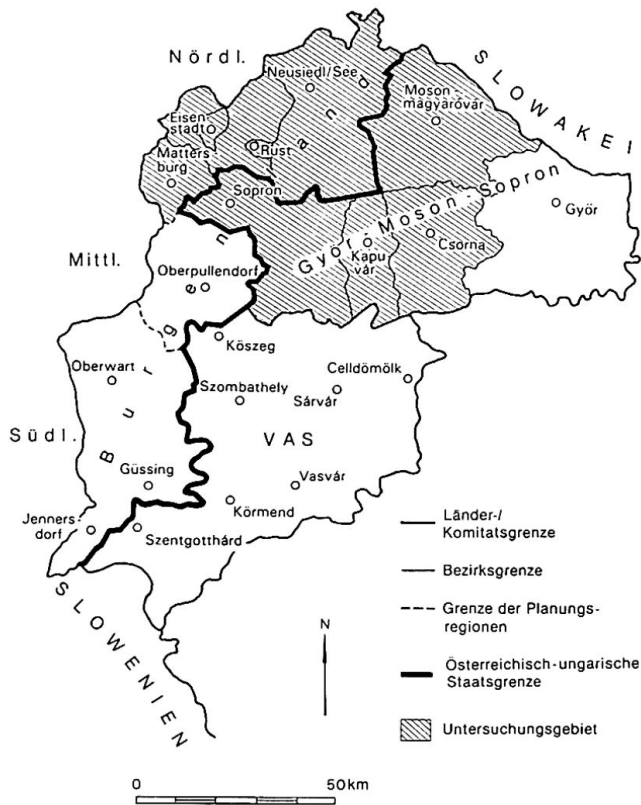 Nördl.
SLOWAKEI
Neusiedl/See
Moson-
magyaróvár
Eisen-
stadt
Rust
Matters-
burg
Sopron
Győr-Moson-Sopron
Győr
Kapu-
vár
Csorna
Mittl.
Oberpullendorf
Burgenland
Köszeg
Oberwart
Celldömölk
Szombathely
Sárvár
Südl.
VAS
Güssing
Vasvár
Körmend
Jenners-
dorf
Szentgotthárd
SLOWENIEN
N
Länder-/
Komitatsgrenze
Bezirksgrenze
Grenze der Planungs-
regionen
Österreichisch-ungarische
Staatsgrenze
Untersuchungsgebiet
0 50km